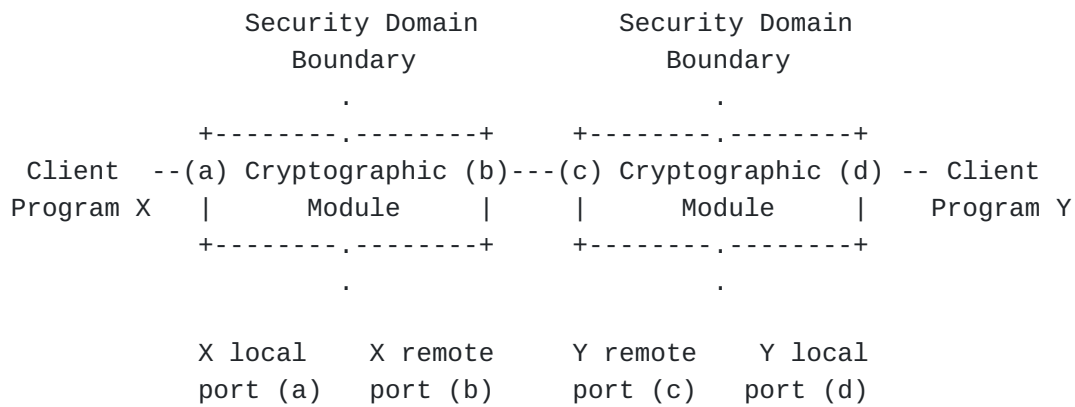 Security Domain         Security Domain
                  Boundary                Boundary
                     .                       .
            +--------.--------+     +--------.--------+
 Client  --(a) Cryptographic (b)---(c) Cryptographic (d) -- Client
Program X   |      Module     |     |      Module     |    Program Y
            +--------.--------+     +--------.--------+
                     .                       .
            X local    X remote     Y remote    Y local
            port (a)   port (b)     port (c)   port (d)